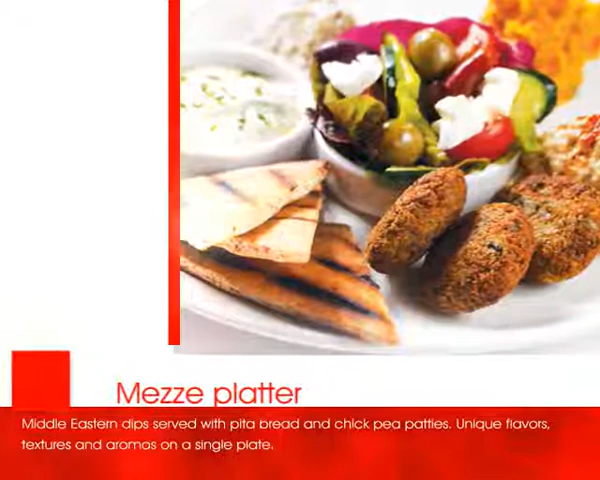 Mezze platter
Middle Eastern dips served with pita bread and chick pea patties. Unique flavors,
textures and aromas on a single plate.